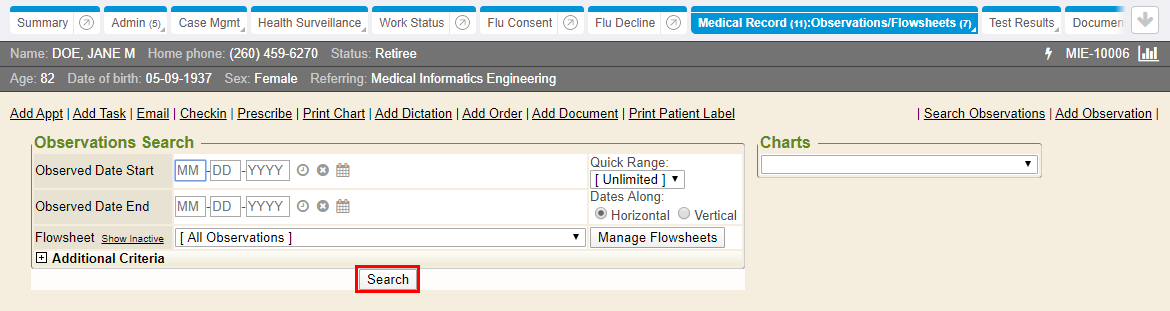 Summary Admin (5) Case Mgmt Health Surveillance Work Status Flu Consent Flu Decline Medical Record (11):Observations/Flowsheets (7) Test Results Documen
Name: DOE, JANE M Home phone: (260) 459-6270 Status: Retiree MIE-10006
Age: 82 Date of birth: 05-09-1937 Sex: Female Referring: Medical Informatics Engineering
Add Appt | Add Task | Email | Checkin | Prescribe | Print Chart | Add Dictation | Add Order | Add Document | Print Patient Label | Search Observations | Add Observation |
Observations Search
Observed Date Start MM-DD-YYYY
Quick Range:
[ Unlimited ]
Observed Date End MM-DD-YYYY
Dates Along:
Horizontal Vertical
Flowsheet Show Inactive [ All Observations ] Manage Flowsheets
Additional Criteria
Search
Charts